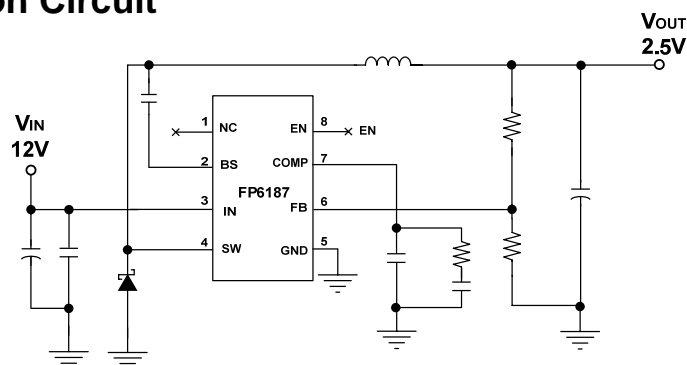 on Circuit
VOUT
2.5V
VIN
12V
1 NC EN 8 EN
2 BS COMP 7
FP6187
3 IN FB 6
4 SW GND 5